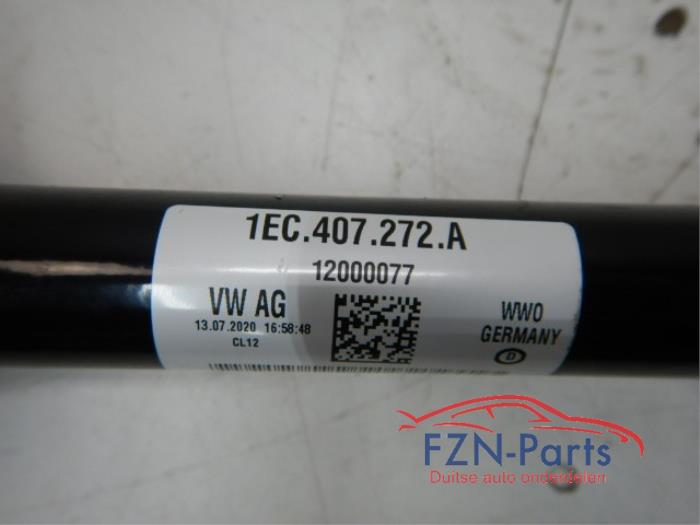 1EC.407.272.A
12000077
VW AG
13.07.2020 16:58:48
CL12
WWO
GERMANY
D
FZN-Parts
Duitse auto onderdelen